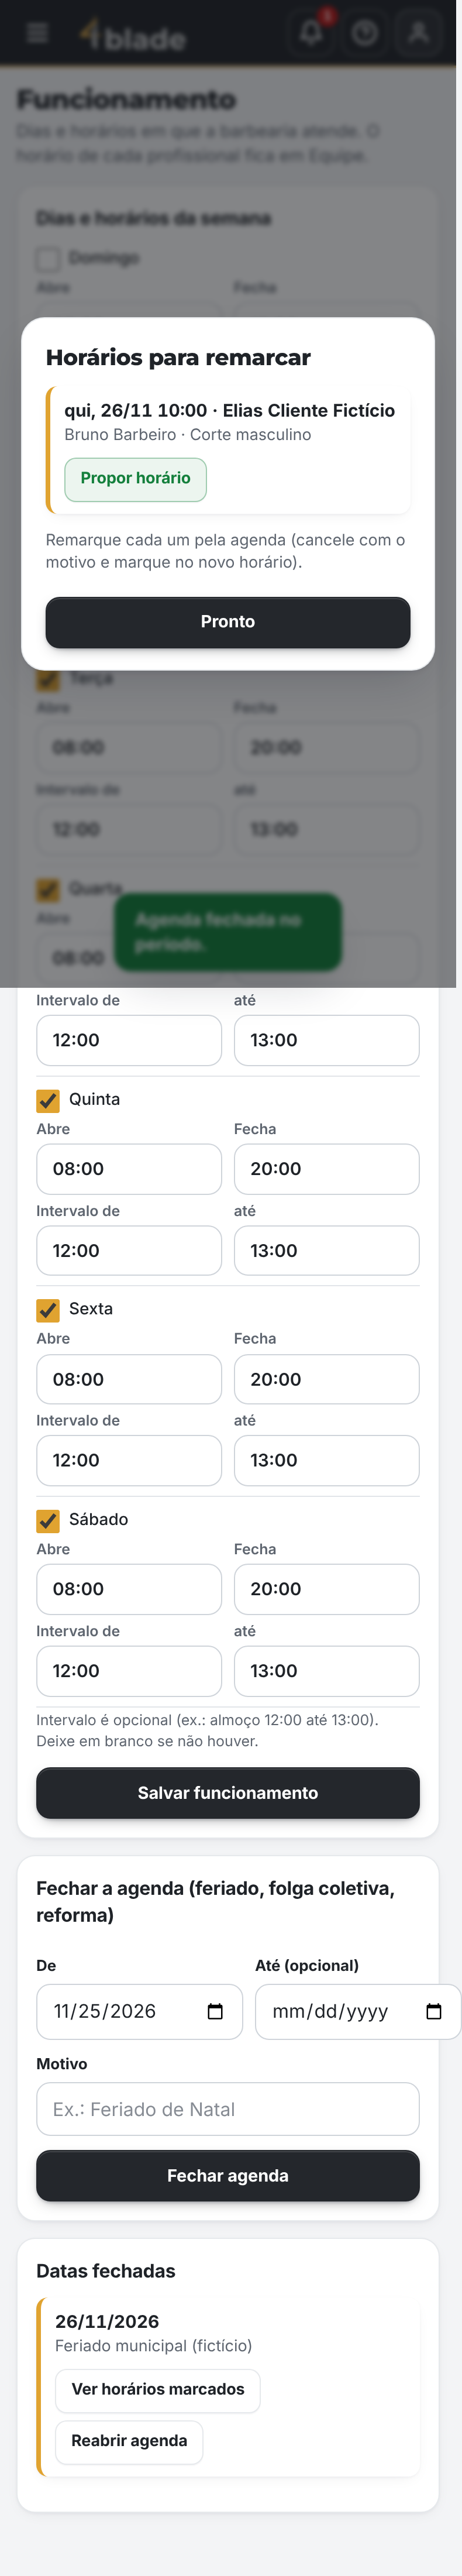 blade
Funcionamento
Dias e horários em que a barbearia atende. O
horário de cada profissional fica em Equipe.
Dias e horários da semana
Domingo
Abre Fecha
Horários para remarcar
qui, 26/11 10:00 · Elias Cliente Fictício
Bruno Barbeiro · Corte masculino
Propor horário
Remarque cada um pela agenda (cancele com o
motivo e marque no novo horário).
Pronto
Terça
Abre Fecha
08:00 20:00
Intervalo de até
12:00 13:00
Quarta
Abre
08:00
Agenda fechada no
período.
Intervalo de até
12:00 13:00
Quinta
Abre Fecha
08:00 20:00
Intervalo de até
12:00 13:00
Sexta
Abre Fecha
08:00 20:00
Intervalo de até
12:00 13:00
Sábado
Abre Fecha
08:00 20:00
Intervalo de até
12:00 13:00
Intervalo é opcional (ex.: almoço 12:00 até 13:00).
Deixe em branco se não houver.
Salvar funcionamento
Fechar a agenda (feriado, folga coletiva,
reforma)
De Até (opcional)
11/25/2026 mm/dd/yyyy
Motivo
Ex.: Feriado de Natal
Fechar agenda
Datas fechadas
26/11/2026
Feriado municipal (fictício)
Ver horários marcados
Reabrir agenda